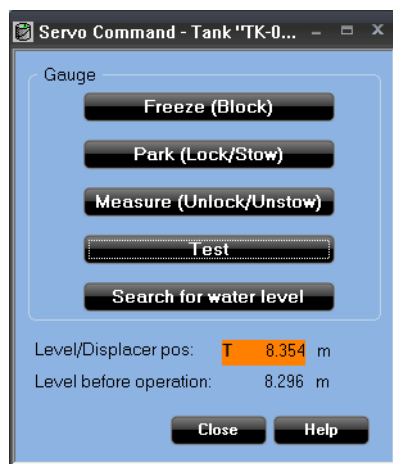 Servo Command - Tank "TK-0...
Gauge
Freeze (Block)
Park (Lock/Stow)
Measure (Unlock/Unstow)
Test
Search for water level
Level/Displacer pos: T 8.354 m
Level before operation: 8.296 m
Close Help